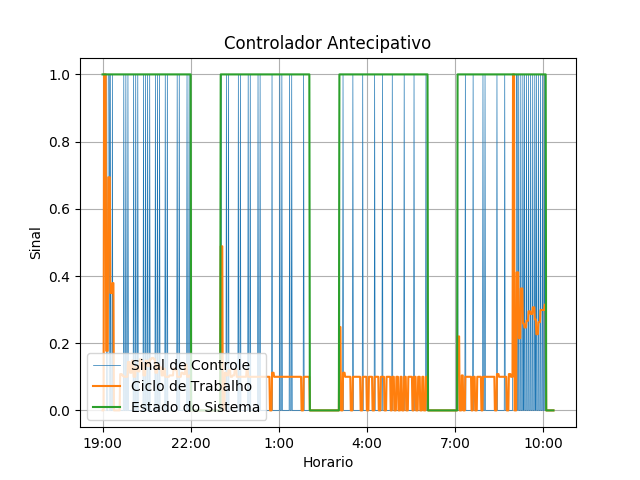 Controlador Antecipativo
Sinal
1.0
0.8
0.6
0.4
0.2
0.0
Sinal de Controle
Ciclo de Trabalho
Estado do Sistema
19:00 22:00 1:00 4:00 7:00 10:00
Horario